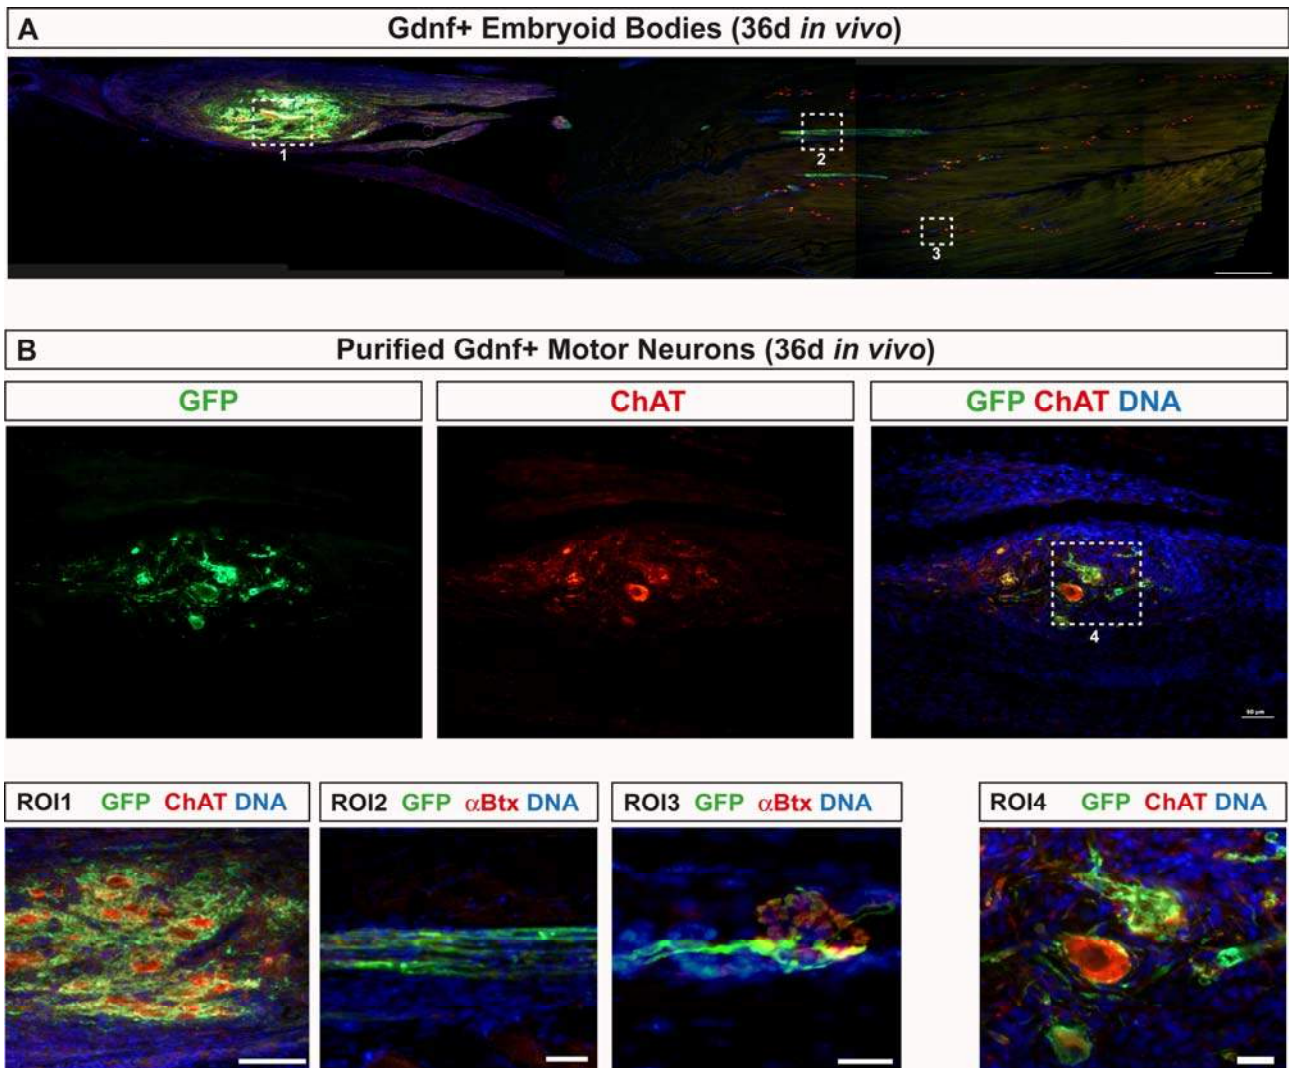 A Gdnf+ Embryoid Bodies (36d in vivo)
1
2
3
B Purified Gdnf+ Motor Neurons (36d in vivo)
GFP ChAT GFP ChAT DNA
4
50 µm
ROI1 GFP ChAT DNA ROI2 GFP αBtx DNA ROI3 GFP αBtx DNA ROI4 GFP ChAT DNA